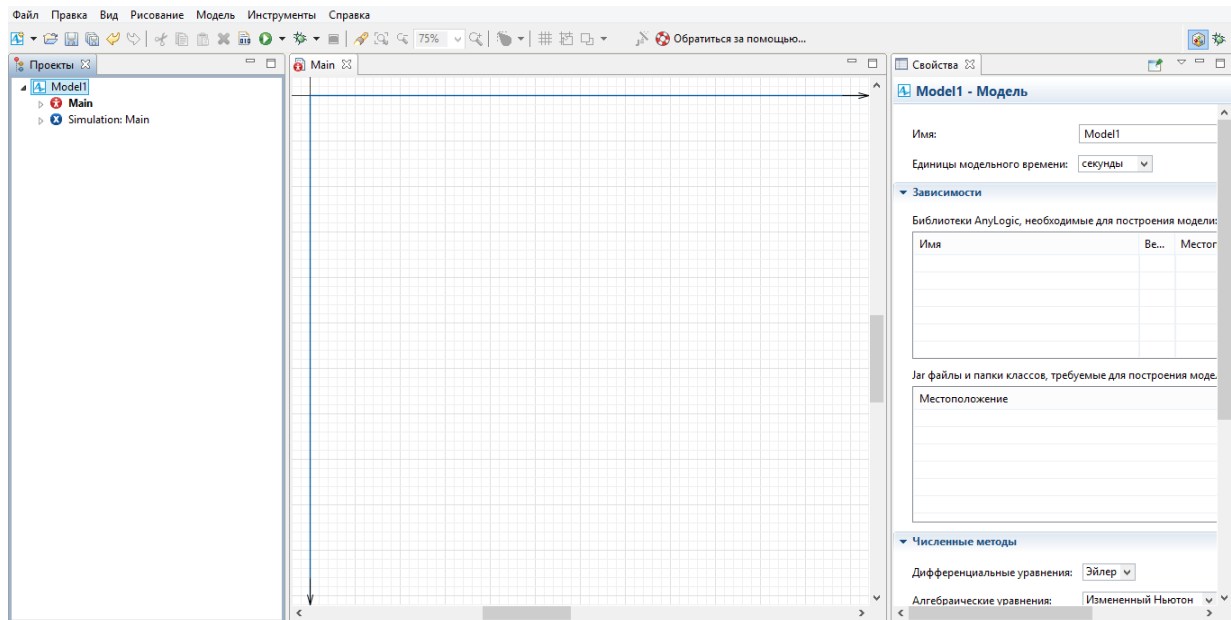 Файл Правка Вид Рисование Модель Инструменты Справка
75% Обратиться за помощью...
Проекты
Model1
Main
Simulation: Main
Main
Свойства
Model1 - Модель
Имя: Model1
Единицы модельного времени: секунды
Зависимости
Библиотеки AnyLogic, необходимые для построения модели:
Имя Ве... Местор
Jar файлы и папки классов, требуемые для построения моде.
Местоположение
Численные методы
Дифференциальные уравнения: Эйлер
Алгебраические уравнения: Измененный Ньютон